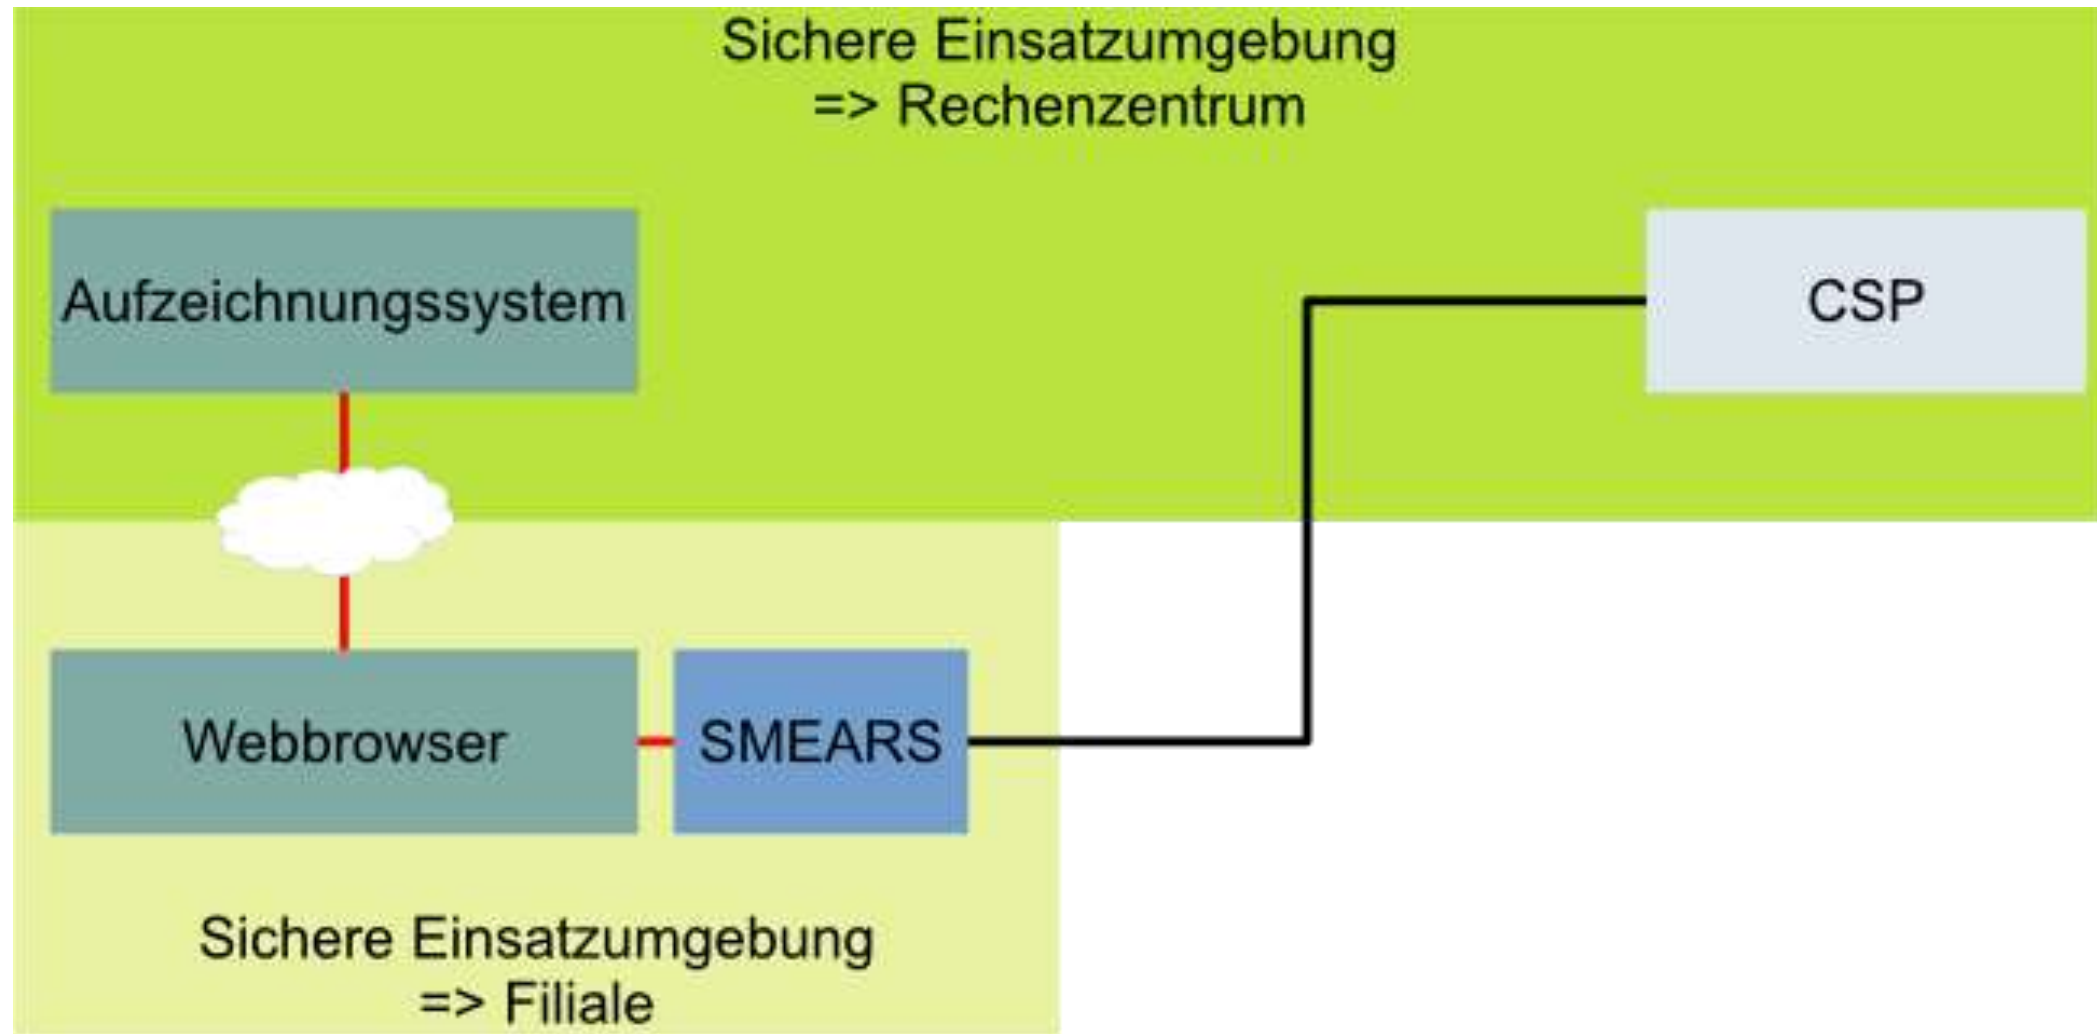 Sichere Einsatzumgebung
=> Rechenzentrum
Aufzeichnungssystem
CSP
Webbrowser
SMEARS
Sichere Einsatzumgebung
=> Filiale